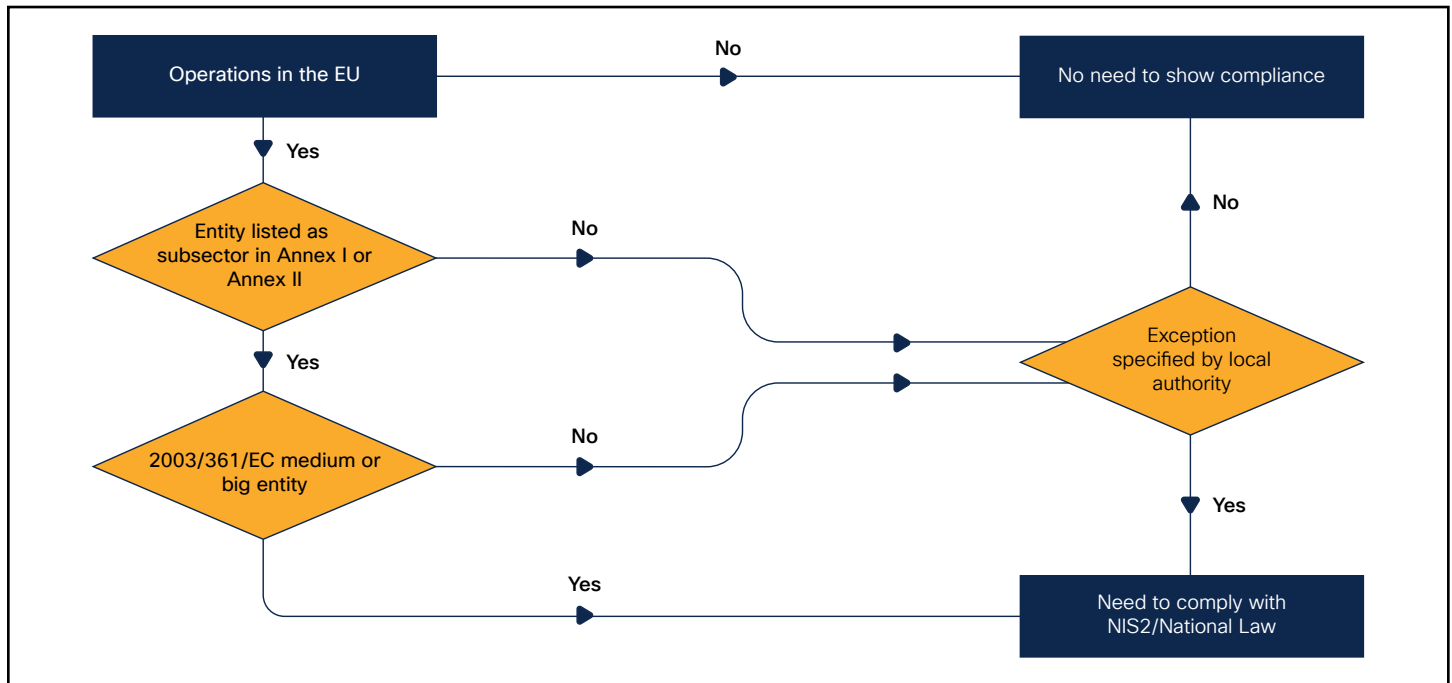 Operations in the EU
No
No need to show compliance
Yes
Entity listed as
subsector in Annex I or
Annex II
No
No
Yes
Exception
specified by local
authority
2003/361/EC medium or
big entity
No
Yes
Yes
Need to comply with
NIS2/National Law